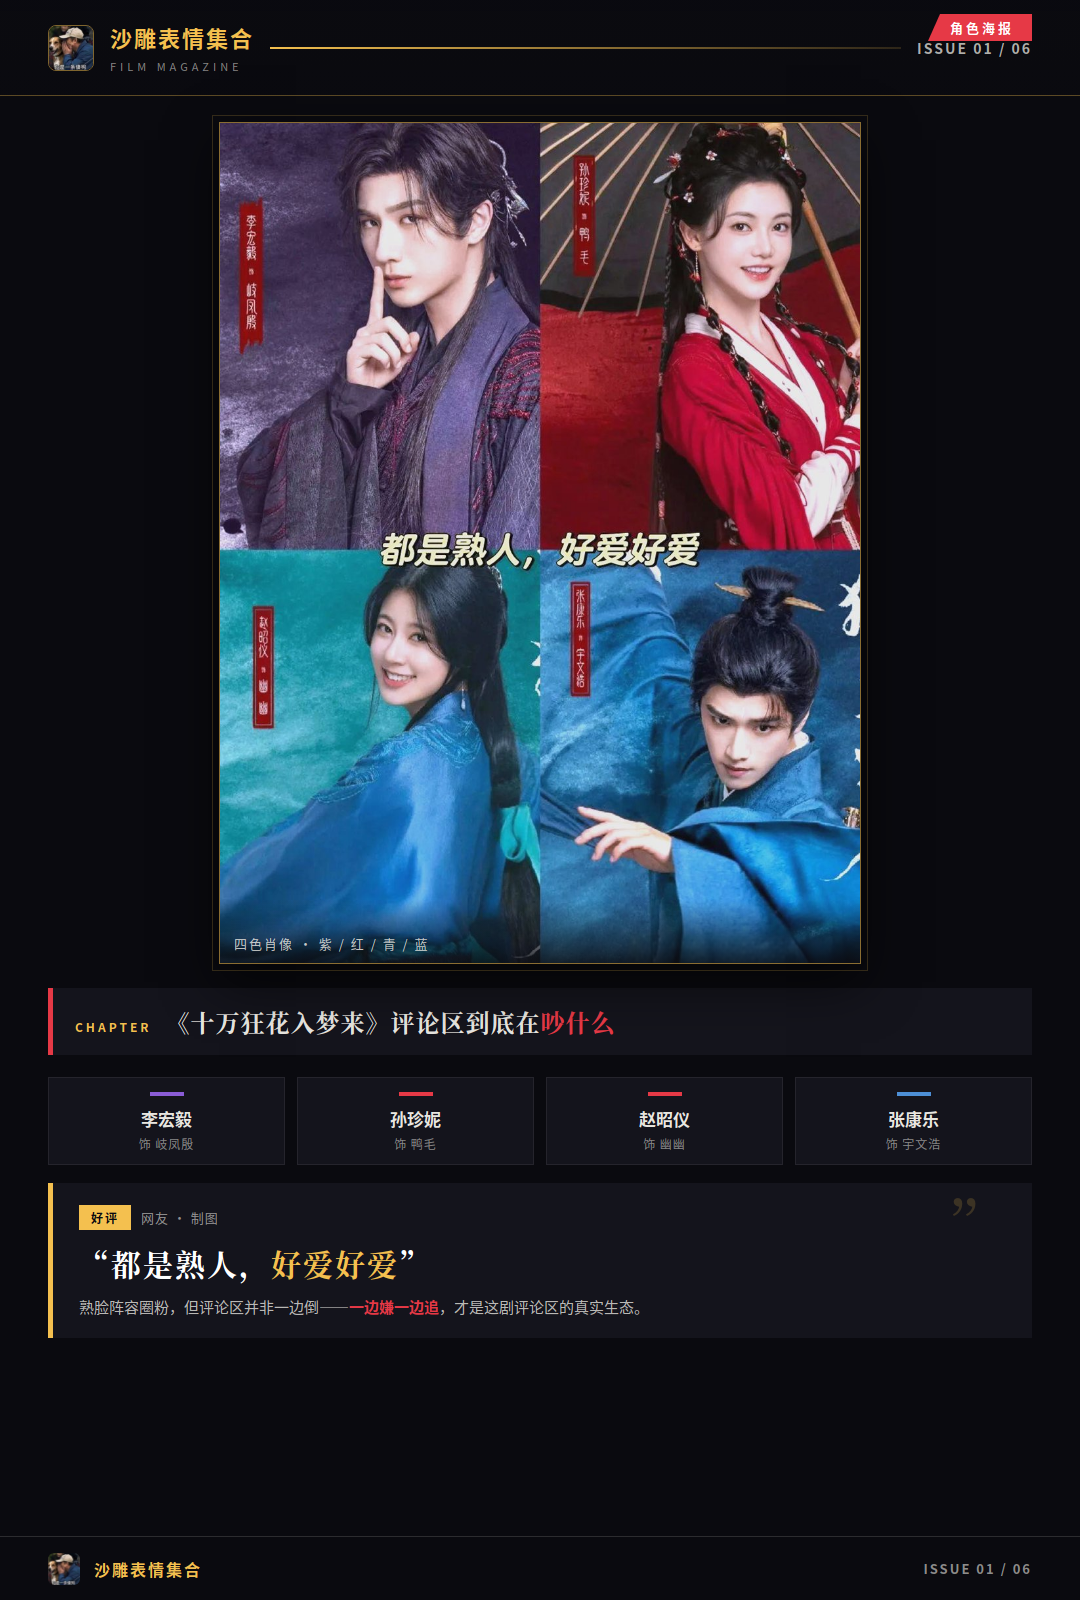 沙雕表情集合
FILM MAGAZINE
角色海报
ISSUE 01 / 06
李宏毅 饰 岐凤殷
孙珍妮 饰 鸭毛
都是熟人，好爱好爱
赵昭仪 饰 幽幽
张康乐 饰 宇文浩
四色肖像 · 紫 / 红 / 青 / 蓝
CHAPTER 《十万狂花入梦来》评论区到底在吵什么
李宏毅
饰 岐凤殷
孙珍妮
饰 鸭毛
赵昭仪
饰 幽幽
张康乐
饰 宇文浩
好评 网友 · 制图
”
“都是熟人，好爱好爱”
熟脸阵容圈粉，但评论区并非一边倒——一边嫌一边追，才是这剧评论区的真实生态。
沙雕表情集合
ISSUE 01 / 06